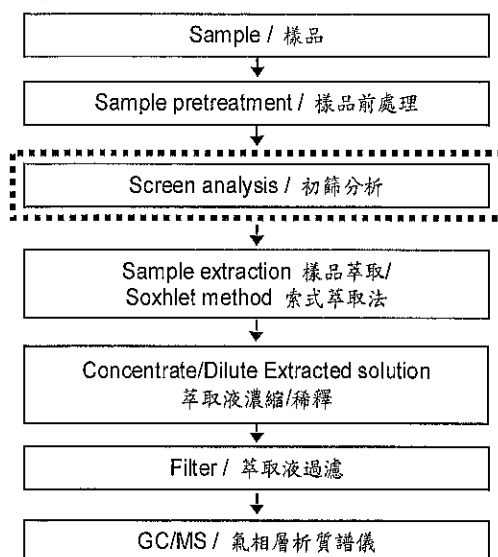 Sample / 樣品
Sample pretreatment / 樣品前處理
Screen analysis / 初篩分析
Sample extraction 樣品萃取/
Soxhlet method 索式萃取法
Concentrate/Dilute Extracted solution
萃取液濃縮/稀釋
Filter / 萃取液過濾
GC/MS / 氣相層析質譜儀